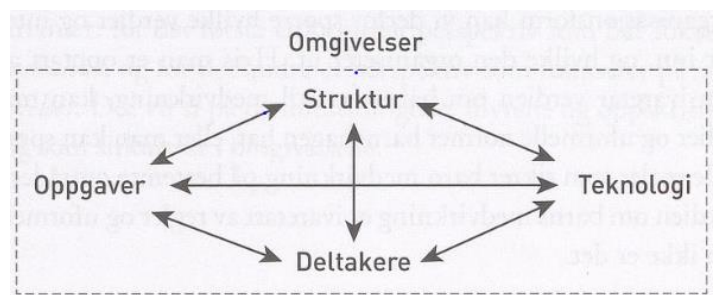 Omgivelser
Struktur
Oppgaver Teknologi
Deltakere